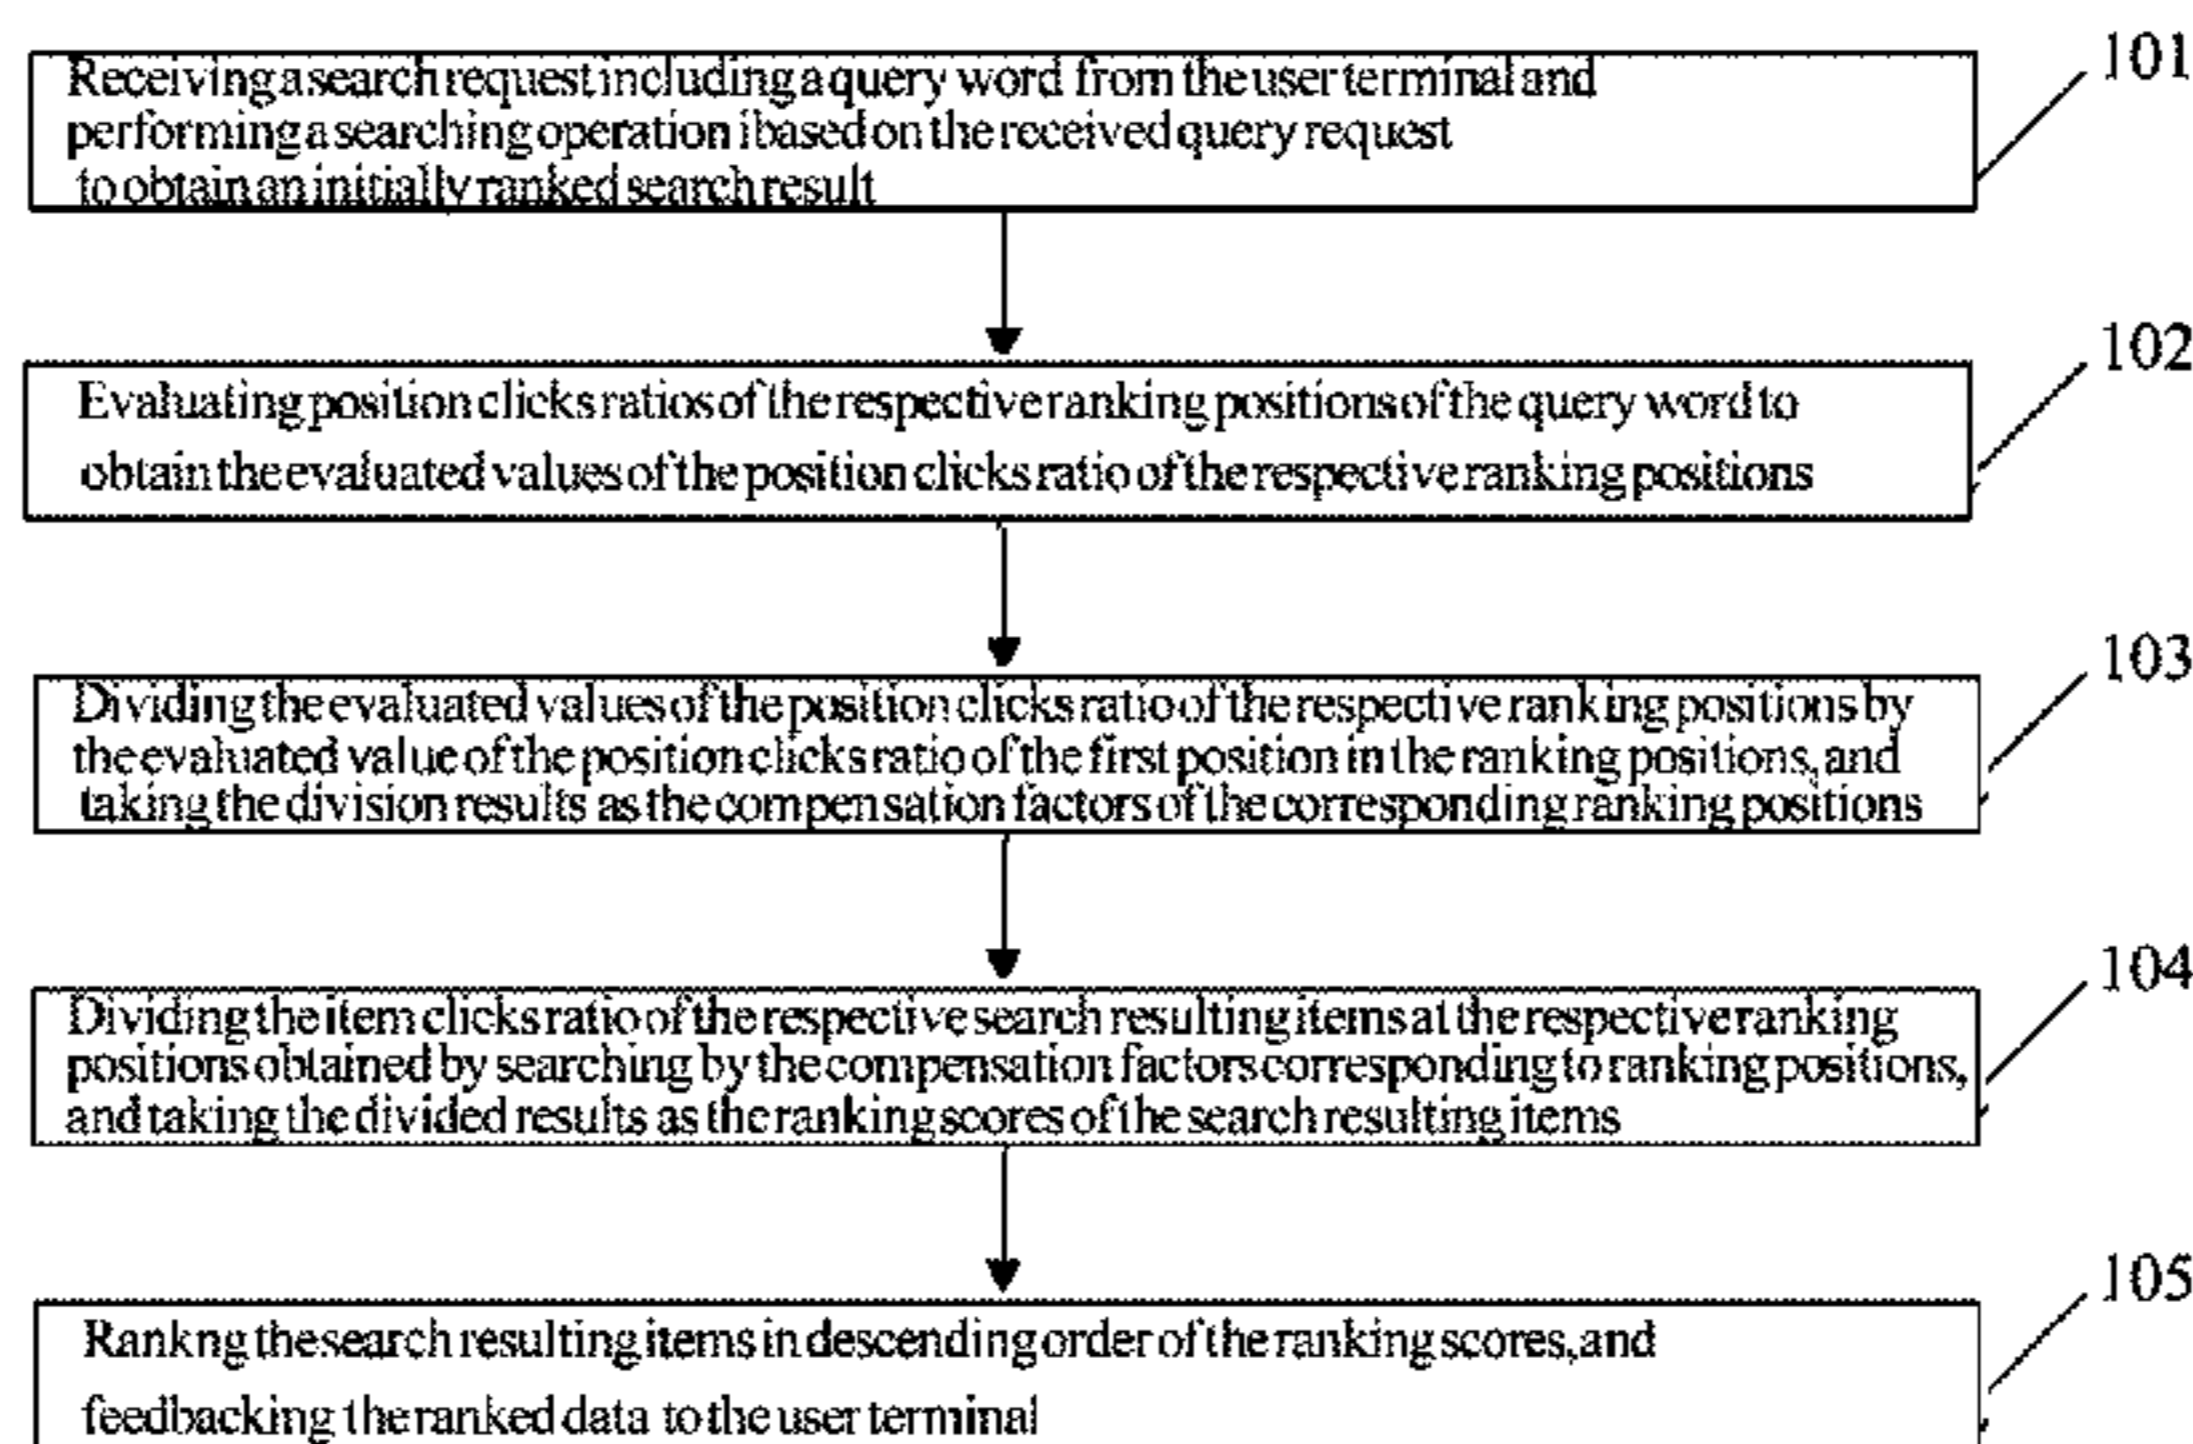 101
Receiving a search request including a query word from the user terminal and
performing a searching operation ibased on the received query request
to obtain an initially ranked search result
102
Evaluating position clicks ratios of the respective ranking positions of the query word to
obtain the evaluated values of the position clicks ratio of the respective ranking positions
103
Dividing the evaluated values of the position clicks ratio of the respective ranking positions by
the evaluated value of the position clicks ratio of the first position in the ranking positions, and
taking the division results as the compensation factors of the corresponding ranking positions
104
Dividing the item clicks ratio of the respective search resulting items at the respective ranking
positions obtained by searching by the compensation factors corresponding to ranking positions,
and taking the divided results as the ranking scores of the search resulting items
105
Rankng the search resulting items in descending order of the ranking scores, and
feedbacking the ranked data to the user terminal